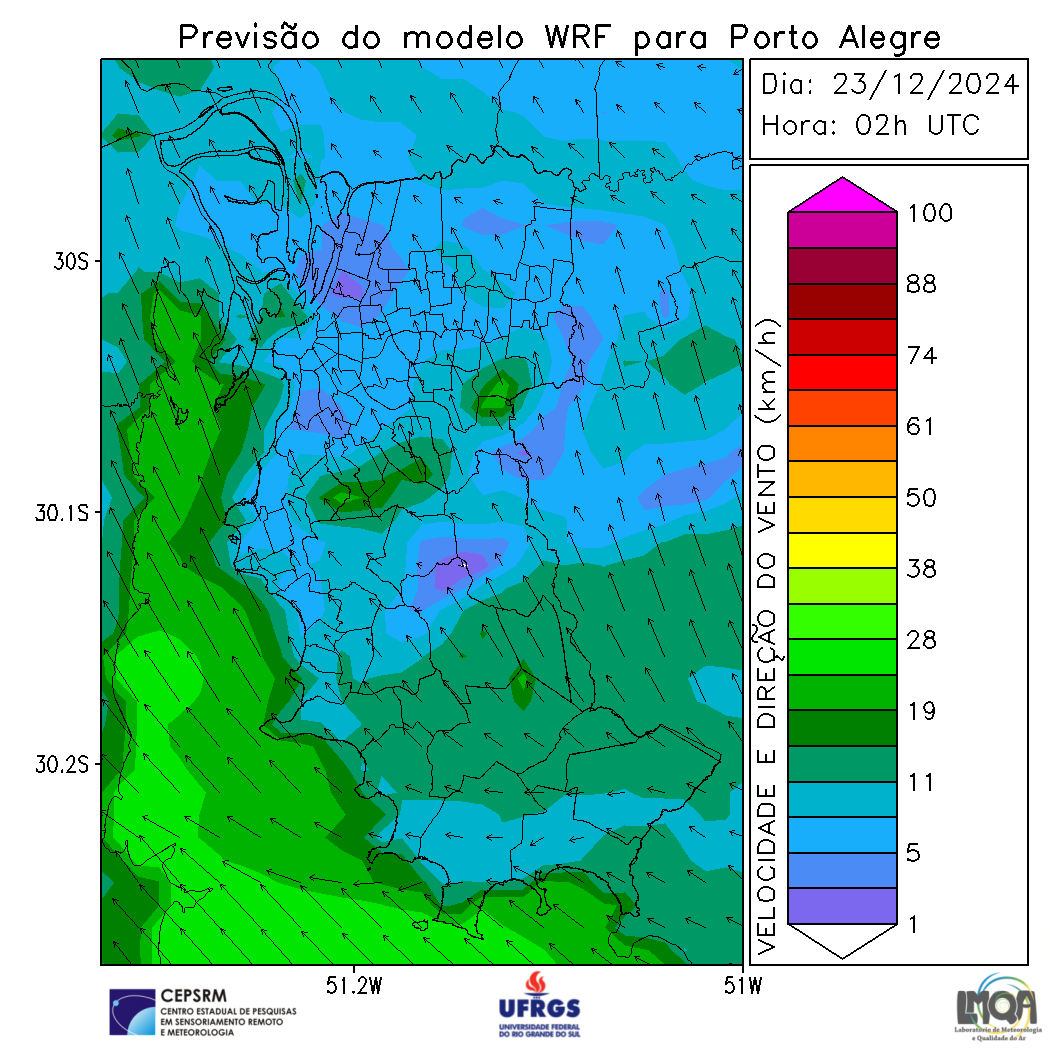 Previsão do modelo WRF para Porto Alegre
Dia: 23/12/2024
Hora: 02h UTC
30S
30.1S
30.2S
51.2W
51W
VELOCIDADE E DIREÇÃO DO VENTO (km/h)
100
88
74
61
50
38
28
19
11
5
1
CEPSRM
CENTRO ESTADUAL DE PESQUISAS
EM SENSORIAMENTO REMOTO
E METEOROLOGIA
UFRGS
UNIVERSIDADE FEDERAL
DO RIO GRANDE DO SUL
LMQA
Laboratório de Meteorologia
e Qualidade do Ar